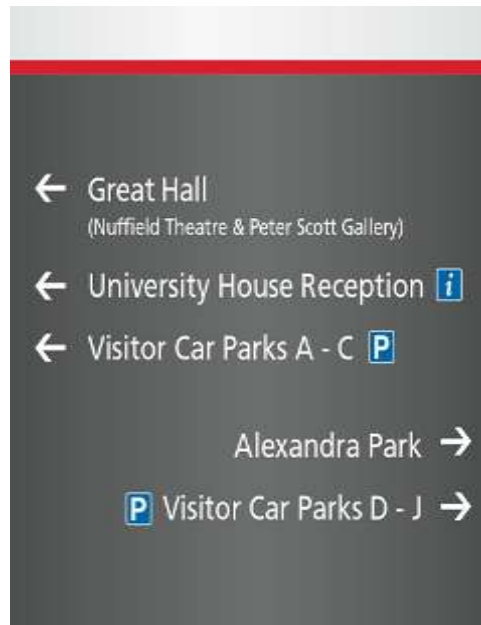 ← Great Hall
(Nuffield Theatre & Peter Scott Gallery)
← University House Reception i
← Visitor Car Parks A - C P
Alexandra Park →
P Visitor Car Parks D - J →